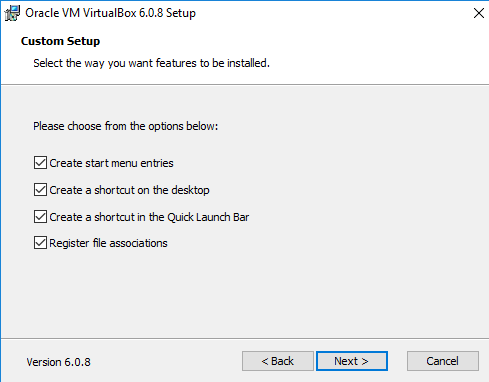 Oracle VM VirtualBox 6.0.8 Setup
Custom Setup
Select the way you want features to be installed.
Please choose from the options below:
Create start menu entries
Create a shortcut on the desktop
Create a shortcut in the Quick Launch Bar
Register file associations
Version 6.0.8
< Back
Next >
Cancel